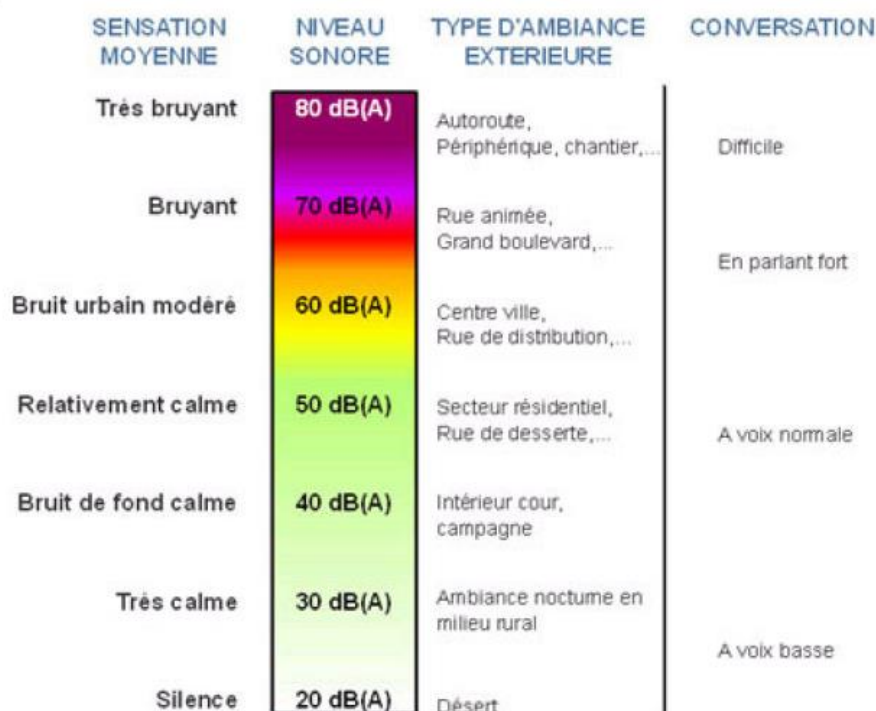 SENSATION MOYENNE
NIVEAU SONORE
TYPE D'AMBIANCE EXTERIEURE
CONVERSATION
Très bruyant
80 dB(A)
Autoroute,
Périphérique, chantier,...
Difficile
Bruyant
70 dB(A)
Rue animée,
Grand boulevard,...
En parlant fort
Bruit urbain modéré
60 dB(A)
Centre ville,
Rue de distribution,...
Relativement calme
50 dB(A)
Secteur résidentiel,
Rue de desserte,...
A voix normale
Bruit de fond calme
40 dB(A)
Intérieur cour,
campagne
Très calme
30 dB(A)
Ambiance nocturne en
milieu rural
A voix basse
Silence
20 dB(A)
Désert